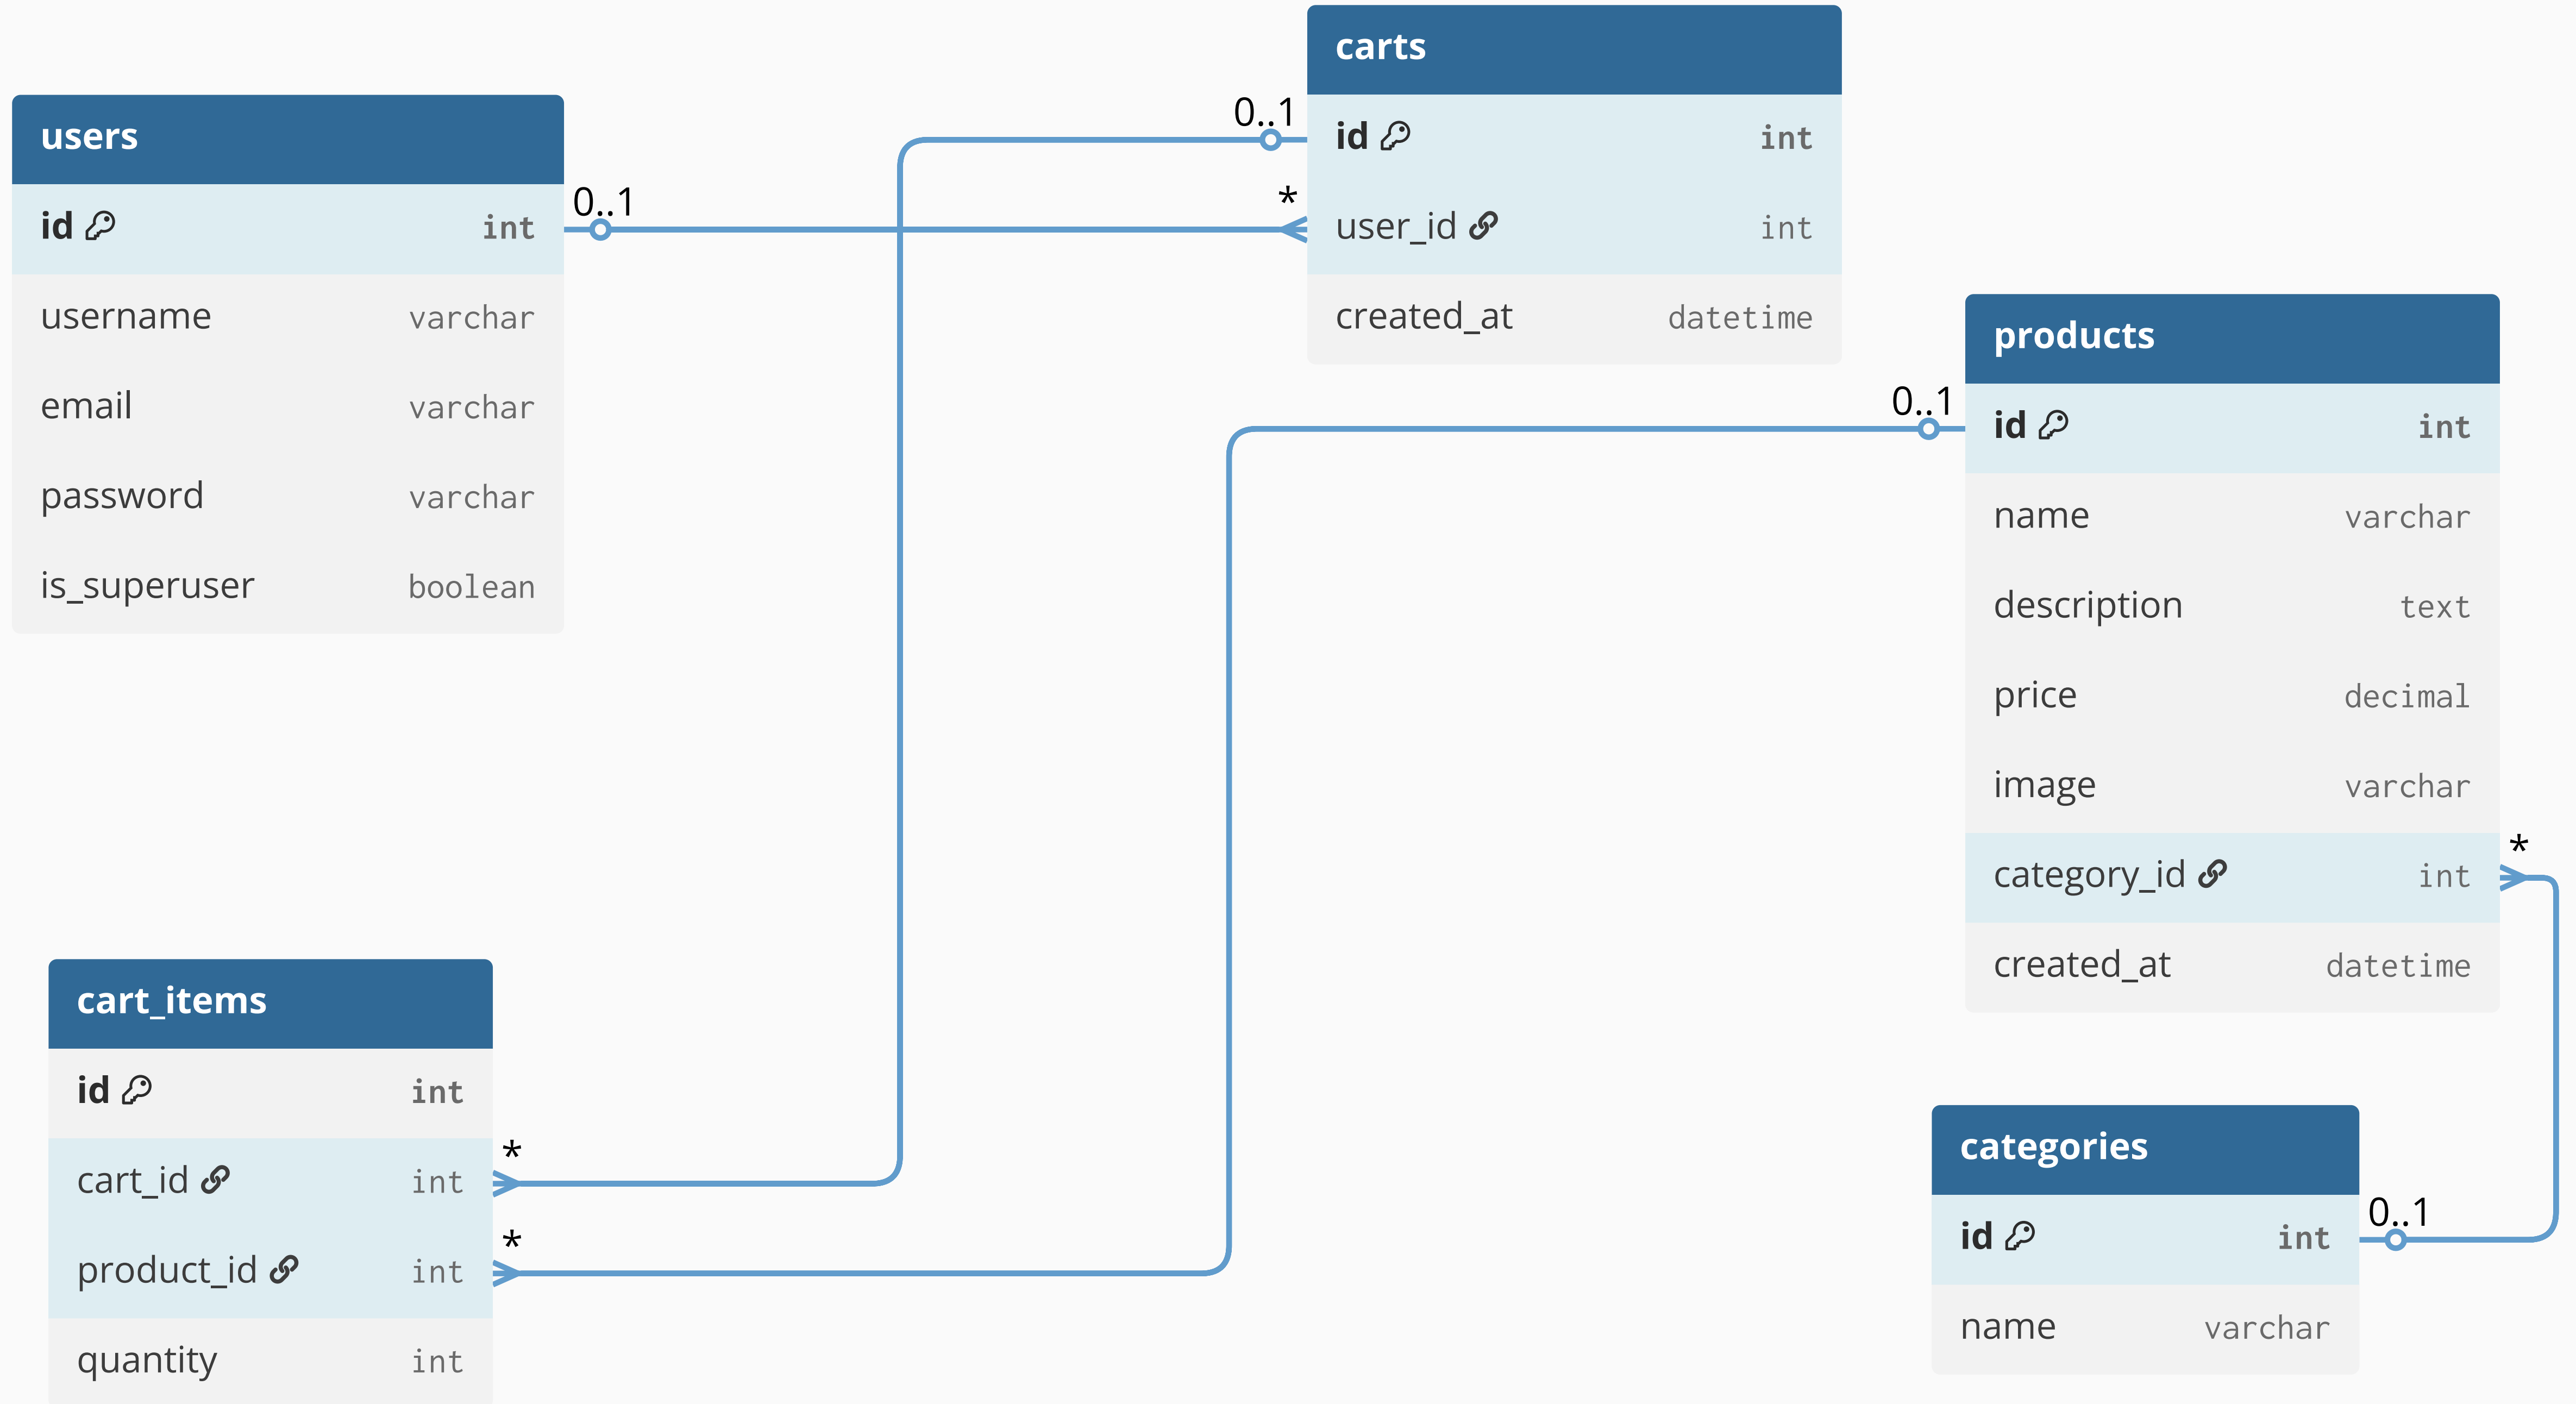 carts
id int
user_id int
created_at datetime
users
id int
username varchar
email varchar
password varchar
is_superuser boolean
0..1
*
0..1
products
id int
name varchar
description text
price decimal
image varchar
category_id int
created_at datetime
0..1
*
cart_items
id int
cart_id int
product_id int
quantity int
*
*
categories
id int
name varchar
0..1